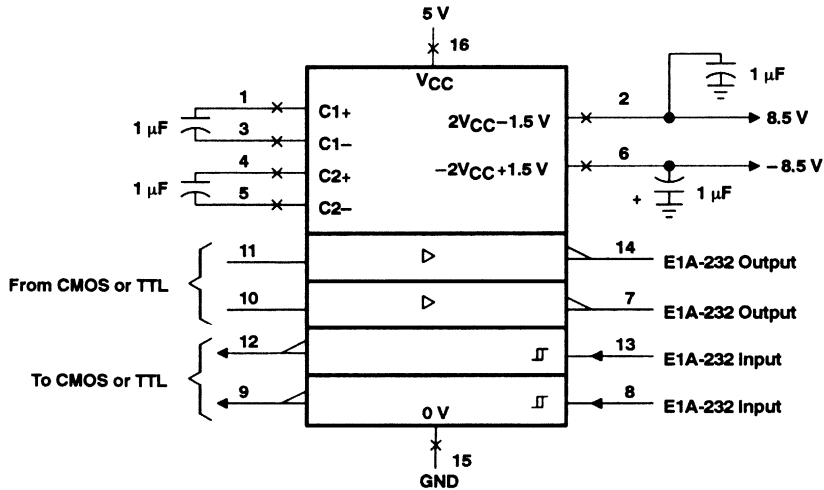 5 V
16
VCC
1 µF
1
C1+
2VCC−1.5 V
2
8.5 V
1 µF
3
C1−
4
C2+
−2VCC+1.5 V
6
− 8.5 V
1 µF
5
C2−
+
1 µF
From CMOS or TTL
11
14
E1A-232 Output
10
7
E1A-232 Output
To CMOS or TTL
12
13
E1A-232 Input
9
8
E1A-232 Input
0 V
15
GND